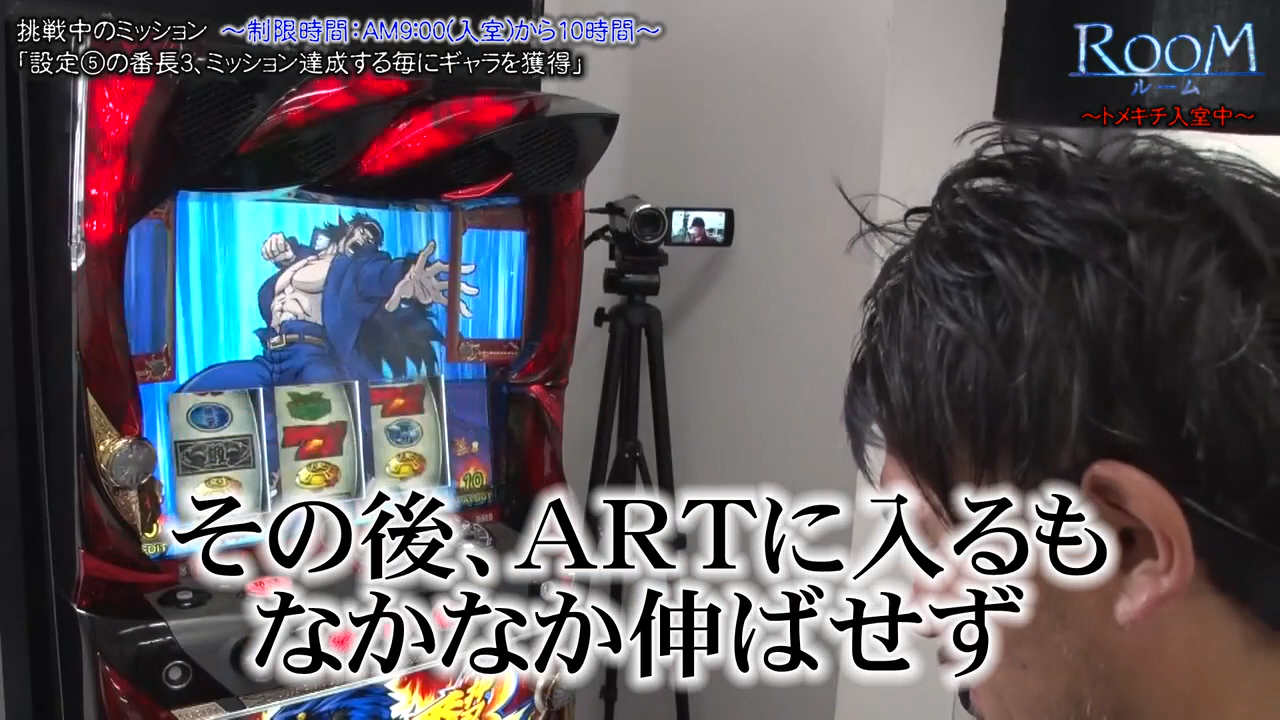 挑戦中のミッション ～制限時間：AM9:00(入室)から10時間～
「設定⑤の番長3、ミッション達成する毎にギャラを獲得」
ROOM
ルーム
～トメキチ入室中～
10
その後、ARTに入るも
なかなか伸ばせず